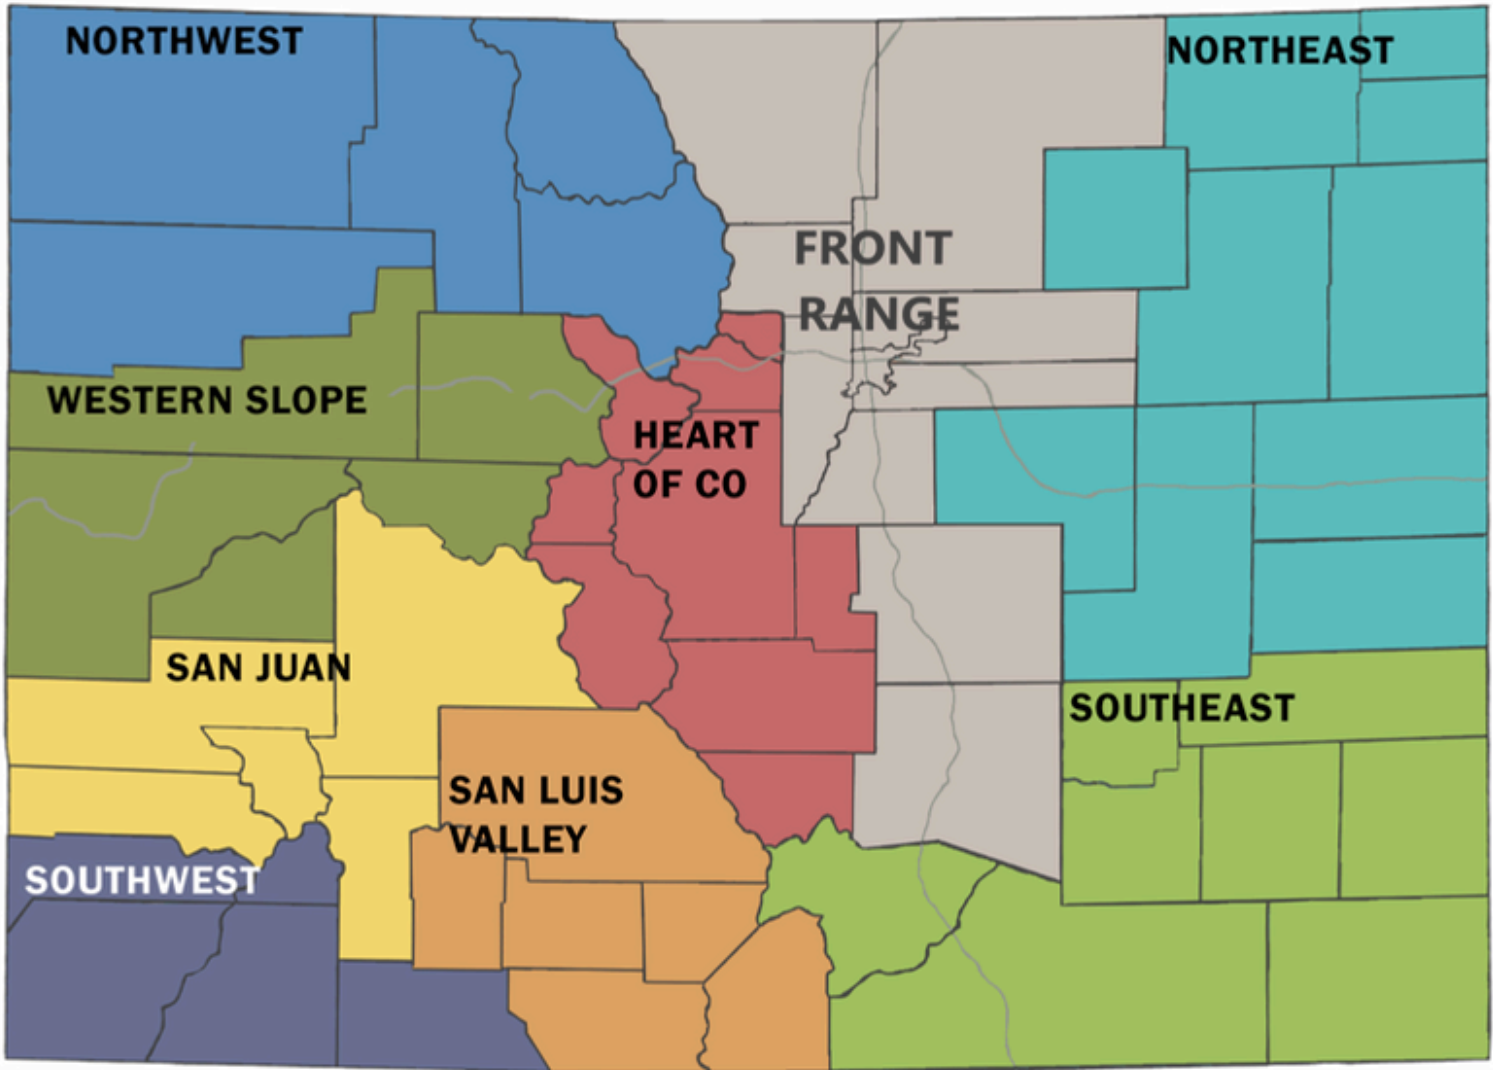 NORTHWEST
NORTHEAST
FRONT
RANGE
WESTERN SLOPE
HEART
OF CO
SAN JUAN
SOUTHEAST
SAN LUIS
VALLEY
SOUTHWEST